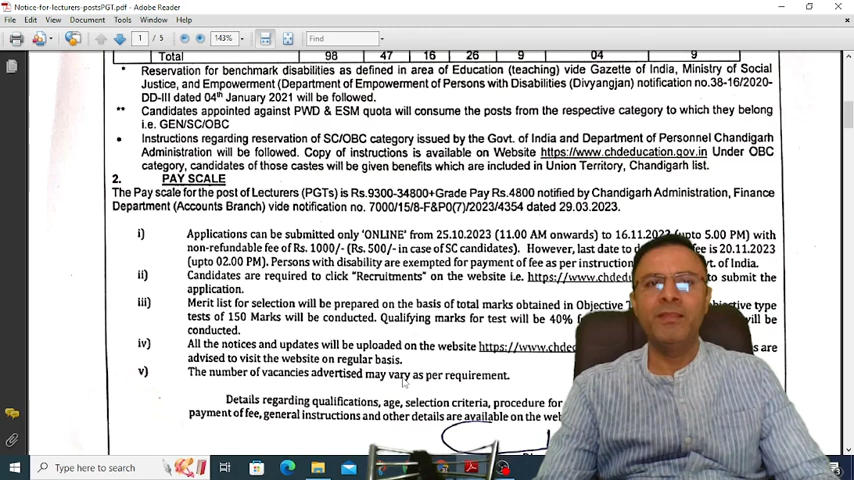 Notice-for-lecturers-postsPGT.pdf - Adobe Reader
File Edit View Document Tools Window Help
1 / 5 143% Find
Total 98 47 16 26 9 04 9
* Reservation for benchmark disabilities as defined in area of Education (teaching) vide Gazette of India, Ministry of Social
Justice, and Empowerment (Department of Empowerment of Persons with Disabilities (Divyangjan) notification no.38-16/2020-
DD-III dated 04th January 2021 will be followed.
** Candidates appointed against PWD & ESM quota will consume the posts from the respective category to which they belong
i.e. GEN/SC/OBC
• Instructions regarding reservation of SC/OBC category issued by the Govt. of India and Department of Personnel Chandigarh
Administration will be followed. Copy of instructions is available on Website https://www.chdeducation.gov.in Under OBC
category, candidates of those castes will be given benefits which are included in Union Territory, Chandigarh list.
2. PAY SCALE
The Pay scale for the post of Lecturers (PGTs) is Rs.9300-34800+Grade Pay Rs.4800 notified by Chandigarh Administration, Finance
Department (Accounts Branch) vide notification no. 7000/15/8-F&P0(7)/2023/4354 dated 29.03.2023.
i) Applications can be submitted only 'ONLINE' from 25.10.2023 (11.00 AM onwards) to 16.11.2023 (upto 5.00 PM) with
non-refundable fee of Rs. 1000/- (Rs. 500/- in case of SC candidates). However, last date to fee is 20.11.2023
(upto 02.00 PM). Persons with disability are exempted for payment of fee as per of India.
ii) Candidates are required to click "Recruitments" on the website i.e. to submit the
application.
iii) Merit list for selection will be prepared on the basis of total marks obtained in Objective type
tests of 150 Marks will be conducted. Qualifying marks for test will be 40% will be
conducted.
iv) All the notices and updates will be uploaded on the website are
advised to visit the website on regular basis.
v) The number of vacancies advertised may vary as per requirement.
Details regarding qualifications, age, selection criteria, procedure for
payment of fee, general instructions and other details are available on the
Type here to search